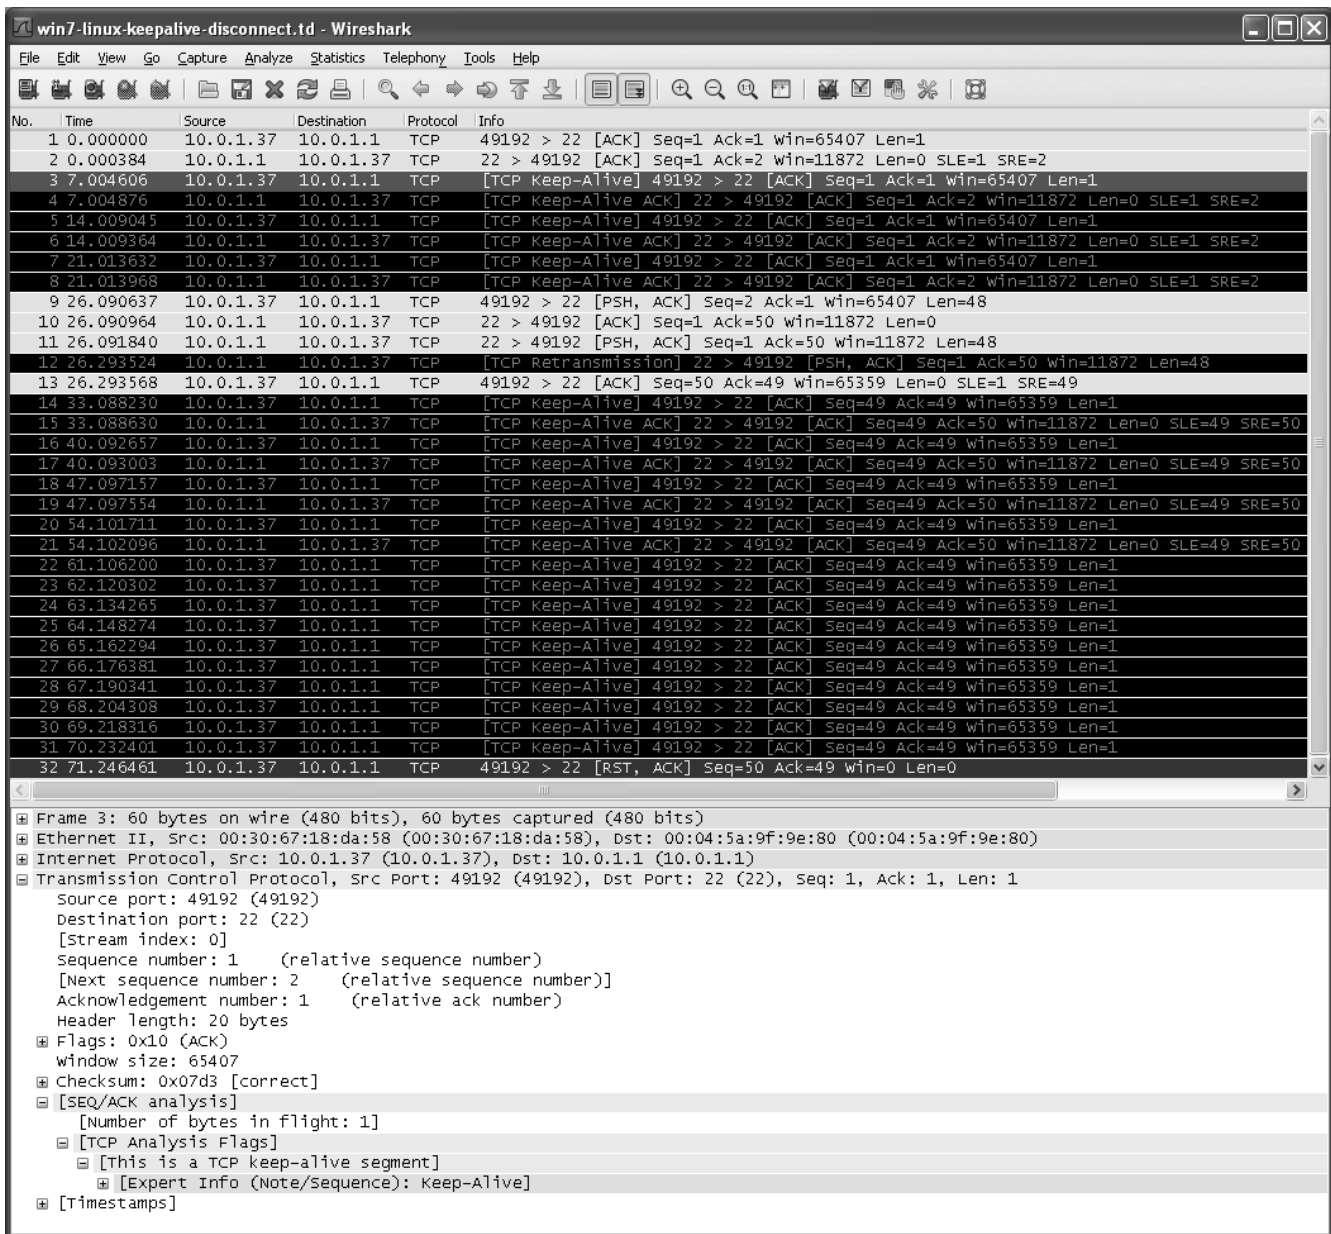 win7-linux-keepalive-disconnect.td - Wireshark
File Edit View Go Capture Analyze Statistics Telephony Tools Help
No. Time Source Destination Protocol Info
1 0.000000 10.0.1.37 10.0.1.1 TCP 49192 > 22 [ACK] Seq=1 Ack=1 Win=65407 Len=1
2 0.000384 10.0.1.1 10.0.1.37 TCP 22 > 49192 [ACK] Seq=1 Ack=2 Win=11872 Len=0 SLE=1 SRE=2
3 7.004606 10.0.1.37 10.0.1.1 TCP [TCP Keep-Alive] 49192 > 22 [ACK] Seq=1 Ack=1 Win=65407 Len=1
4 7.004876 10.0.1.1 10.0.1.37 TCP [TCP Keep-Alive ACK] 22 > 49192 [ACK] Seq=1 Ack=2 Win=11872 Len=0 SLE=1 SRE=2
5 14.009045 10.0.1.37 10.0.1.1 TCP [TCP Keep-Alive] 49192 > 22 [ACK] Seq=1 Ack=1 Win=65407 Len=1
6 14.009364 10.0.1.1 10.0.1.37 TCP [TCP Keep-Alive ACK] 22 > 49192 [ACK] Seq=1 Ack=2 Win=11872 Len=0 SLE=1 SRE=2
7 21.013632 10.0.1.37 10.0.1.1 TCP [TCP Keep-Alive] 49192 > 22 [ACK] Seq=1 Ack=1 Win=65407 Len=1
8 21.013968 10.0.1.1 10.0.1.37 TCP [TCP Keep-Alive ACK] 22 > 49192 [ACK] Seq=1 Ack=2 Win=11872 Len=0 SLE=1 SRE=2
9 26.090637 10.0.1.37 10.0.1.1 TCP 49192 > 22 [PSH, ACK] Seq=2 Ack=1 Win=65407 Len=48
10 26.090964 10.0.1.1 10.0.1.37 TCP 22 > 49192 [ACK] Seq=1 Ack=50 Win=11872 Len=0
11 26.091840 10.0.1.1 10.0.1.37 TCP 22 > 49192 [PSH, ACK] Seq=1 Ack=50 Win=11872 Len=48
12 26.293524 10.0.1.1 10.0.1.37 TCP [TCP Retransmission] 22 > 49192 [PSH, ACK] Seq=1 Ack=50 Win=11872 Len=48
13 26.293568 10.0.1.37 10.0.1.1 TCP 49192 > 22 [ACK] Seq=50 Ack=49 Win=65359 Len=0 SLE=1 SRE=49
14 33.088230 10.0.1.37 10.0.1.1 TCP [TCP Keep-Alive] 49192 > 22 [ACK] Seq=49 Ack=49 Win=65359 Len=1
15 33.088630 10.0.1.1 10.0.1.37 TCP [TCP Keep-Alive ACK] 22 > 49192 [ACK] Seq=49 Ack=50 Win=11872 Len=0 SLE=49 SRE=50
16 40.092657 10.0.1.37 10.0.1.1 TCP [TCP Keep-Alive] 49192 > 22 [ACK] Seq=49 Ack=49 Win=65359 Len=1
17 40.093003 10.0.1.1 10.0.1.37 TCP [TCP Keep-Alive ACK] 22 > 49192 [ACK] Seq=49 Ack=50 Win=11872 Len=0 SLE=49 SRE=50
18 47.097157 10.0.1.37 10.0.1.1 TCP [TCP Keep-Alive] 49192 > 22 [ACK] Seq=49 Ack=49 Win=65359 Len=1
19 47.097554 10.0.1.1 10.0.1.37 TCP [TCP Keep-Alive ACK] 22 > 49192 [ACK] Seq=49 Ack=50 Win=11872 Len=0 SLE=49 SRE=50
20 54.101711 10.0.1.37 10.0.1.1 TCP [TCP Keep-Alive] 49192 > 22 [ACK] Seq=49 Ack=49 Win=65359 Len=1
21 54.102096 10.0.1.1 10.0.1.37 TCP [TCP Keep-Alive ACK] 22 > 49192 [ACK] Seq=49 Ack=50 Win=11872 Len=0 SLE=49 SRE=50
22 61.106200 10.0.1.37 10.0.1.1 TCP [TCP Keep-Alive] 49192 > 22 [ACK] Seq=49 Ack=49 Win=65359 Len=1
23 62.120302 10.0.1.37 10.0.1.1 TCP [TCP Keep-Alive] 49192 > 22 [ACK] Seq=49 Ack=49 Win=65359 Len=1
24 63.134265 10.0.1.37 10.0.1.1 TCP [TCP Keep-Alive] 49192 > 22 [ACK] Seq=49 Ack=49 Win=65359 Len=1
25 64.148274 10.0.1.37 10.0.1.1 TCP [TCP Keep-Alive] 49192 > 22 [ACK] Seq=49 Ack=49 Win=65359 Len=1
26 65.162294 10.0.1.37 10.0.1.1 TCP [TCP Keep-Alive] 49192 > 22 [ACK] Seq=49 Ack=49 Win=65359 Len=1
27 66.176381 10.0.1.37 10.0.1.1 TCP [TCP Keep-Alive] 49192 > 22 [ACK] Seq=49 Ack=49 Win=65359 Len=1
28 67.190341 10.0.1.37 10.0.1.1 TCP [TCP Keep-Alive] 49192 > 22 [ACK] Seq=49 Ack=49 Win=65359 Len=1
29 68.204308 10.0.1.37 10.0.1.1 TCP [TCP Keep-Alive] 49192 > 22 [ACK] Seq=49 Ack=49 Win=65359 Len=1
30 69.218316 10.0.1.37 10.0.1.1 TCP [TCP Keep-Alive] 49192 > 22 [ACK] Seq=49 Ack=49 Win=65359 Len=1
31 70.232401 10.0.1.37 10.0.1.1 TCP [TCP Keep-Alive] 49192 > 22 [ACK] Seq=49 Ack=49 Win=65359 Len=1
32 71.246461 10.0.1.37 10.0.1.1 TCP 49192 > 22 [RST, ACK] Seq=50 Ack=49 Win=0 Len=0
Frame 3: 60 bytes on wire (480 bits), 60 bytes captured (480 bits)
Ethernet II, Src: 00:30:67:18:da:58 (00:30:67:18:da:58), Dst: 00:04:5a:9f:9e:80 (00:04:5a:9f:9e:80)
Internet Protocol, Src: 10.0.1.37 (10.0.1.37), Dst: 10.0.1.1 (10.0.1.1)
Transmission Control Protocol, Src Port: 49192 (49192), Dst Port: 22 (22), Seq: 1, Ack: 1, Len: 1
Source port: 49192 (49192)
Destination port: 22 (22)
[Stream index: 0]
Sequence number: 1 (relative sequence number)
[Next sequence number: 2 (relative sequence number)]
Acknowledgement number: 1 (relative ack number)
Header length: 20 bytes
Flags: 0x10 (ACK)
Window size: 65407
Checksum: 0x07d3 [correct]
[SEQ/ACK analysis]
[Number of bytes in flight: 1]
[TCP Analysis Flags]
[This is a TCP keep-alive segment]
[Expert Info (Note/Sequence): Keep-Alive]
[Timestamps]